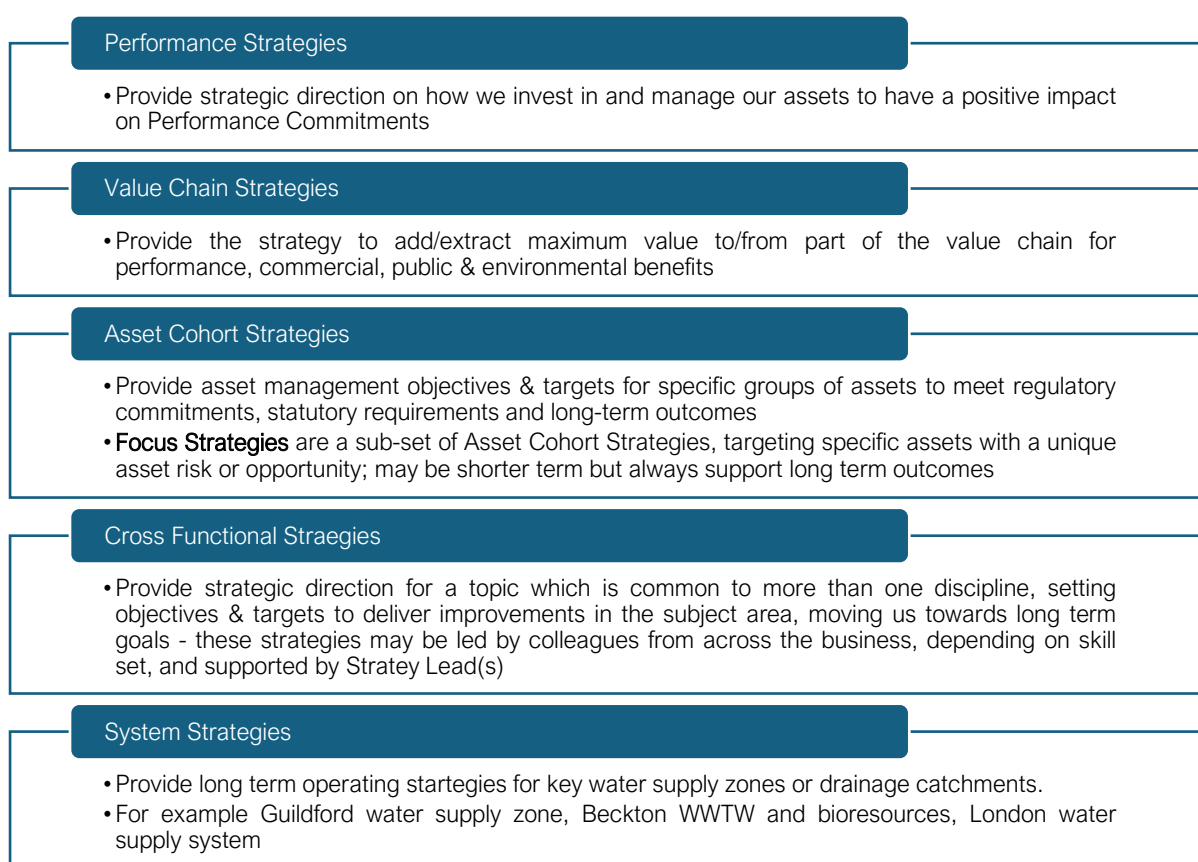 Performance Strategies
• Provide strategic direction on how we invest in and manage our assets to have a positive impact
on Performance Commitments
Value Chain Strategies
• Provide the strategy to add/extract maximum value to/from part of the value chain for
performance, commercial, public & environmental benefits
Asset Cohort Strategies
• Provide asset management objectives & targets for specific groups of assets to meet regulatory
commitments, statutory requirements and long-term outcomes
• Focus Strategies are a sub-set of Asset Cohort Strategies, targeting specific assets with a unique
asset risk or opportunity; may be shorter term but always support long term outcomes
Cross Functional Straegies
• Provide strategic direction for a topic which is common to more than one discipline, setting
objectives & targets to deliver improvements in the subject area, moving us towards long term
goals - these strategies may be led by colleagues from across the business, depending on skill
set, and supported by Stratey Lead(s)
System Strategies
• Provide long term operating startegies for key water supply zones or drainage catchments.
• For example Guildford water supply zone, Beckton WWTW and bioresources, London water
supply system